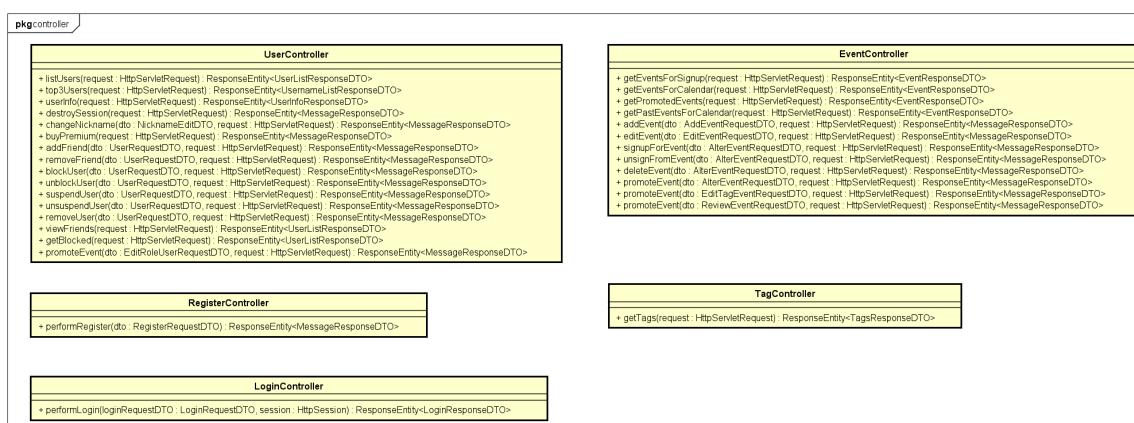 pkg controller
UserController
+ listUsers(request : HttpServletRequest) : ResponseEntity<UserListResponseDTO>
+ top3Users(request : HttpServletRequest) : ResponseEntity<UsernameListResponseDTO>
+ userInfo(request : HttpServletRequest) : ResponseEntity<UserInfoResponseDTO>
+ destroySession(request : HttpServletRequest) : ResponseEntity<MessageResponseDTO>
+ changeNickname(dto : NicknameEditDTO, request : HttpServletRequest) : ResponseEntity<MessageResponseDTO>
+ buyPremium(request : HttpServletRequest) : ResponseEntity<MessageResponseDTO>
+ addFriend(dto : UserRequestDTO, request : HttpServletRequest) : ResponseEntity<MessageResponseDTO>
+ removeFriend(dto : UserRequestDTO, request : HttpServletRequest) : ResponseEntity<MessageResponseDTO>
+ blockUser(dto : UserRequestDTO, request : HttpServletRequest) : ResponseEntity<MessageResponseDTO>
+ unblockUser(dto : UserRequestDTO, request : HttpServletRequest) : ResponseEntity<MessageResponseDTO>
+ suspendUser(dto : UserRequestDTO, request : HttpServletRequest) : ResponseEntity<MessageResponseDTO>
+ unsuspendUser(dto : UserRequestDTO, request : HttpServletRequest) : ResponseEntity<MessageResponseDTO>
+ removeUser(dto : UserRequestDTO, request : HttpServletRequest) : ResponseEntity<MessageResponseDTO>
+ viewFriends(request : HttpServletRequest) : ResponseEntity<UserListResponseDTO>
+ getBlocked(request : HttpServletRequest) : ResponseEntity<UserListResponseDTO>
+ promoteEvent(dto : EditRoleUserRequestDTO, request : HttpServletRequest) : ResponseEntity<MessageResponseDTO>
EventController
+ getEventsForSignup(request : HttpServletRequest) : ResponseEntity<EventResponseDTO>
+ getEventsForCalendar(request : HttpServletRequest) : ResponseEntity<EventResponseDTO>
+ getPromotedEvents(request : HttpServletRequest) : ResponseEntity<EventResponseDTO>
+ getPastEventsForCalendar(request : HttpServletRequest) : ResponseEntity<EventResponseDTO>
+ addEvent(dto : AddEventRequestDTO, request : HttpServletRequest) : ResponseEntity<MessageResponseDTO>
+ editEvent(dto : EditEventRequestDTO, request : HttpServletRequest) : ResponseEntity<MessageResponseDTO>
+ signupForEvent(dto : AlterEventRequestDTO, request : HttpServletRequest) : ResponseEntity<MessageResponseDTO>
+ unsignFromEvent(dto : AlterEventRequestDTO, request : HttpServletRequest) : ResponseEntity<MessageResponseDTO>
+ deleteEvent(dto : AlterEventRequestDTO, request : HttpServletRequest) : ResponseEntity<MessageResponseDTO>
+ promoteEvent(dto : AlterEventRequestDTO, request : HttpServletRequest) : ResponseEntity<MessageResponseDTO>
+ promoteEvent(dto : EditTagEventRequestDTO, request : HttpServletRequest) : ResponseEntity<MessageResponseDTO>
+ promoteEvent(dto : ReviewEventRequestDTO, request : HttpServletRequest) : ResponseEntity<MessageResponseDTO>
RegisterController
+ performRegister(dto : RegisterRequestDTO) : ResponseEntity<MessageResponseDTO>
TagController
+ getTags(request : HttpServletRequest) : ResponseEntity<TagsResponseDTO>
LoginController
+ performLogin(loginRequestDTO : LoginRequestDTO, session : HttpSession) : ResponseEntity<LoginResponseDTO>